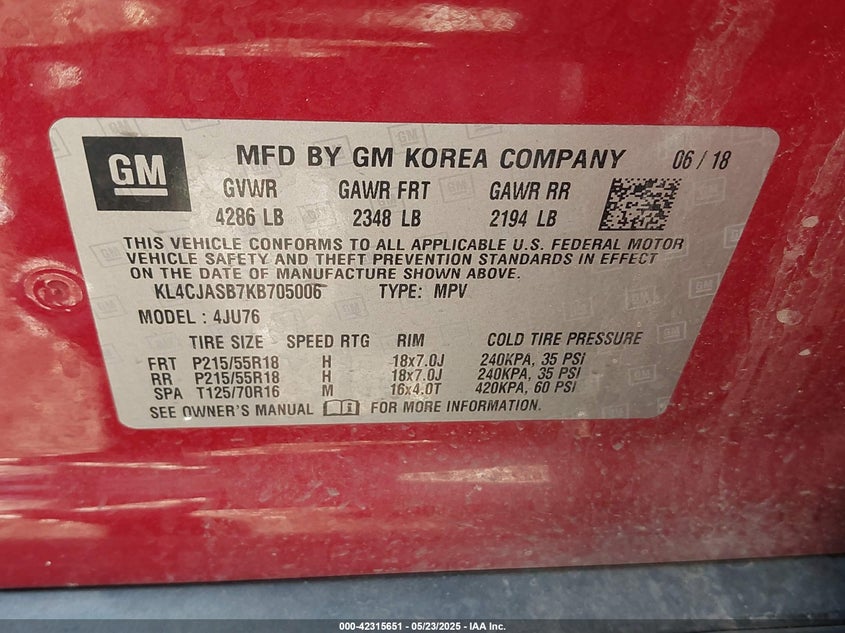 GM MFD BY GM KOREA COMPANY 06 / 18
GVWR GAWR FRT GAWR RR
4286 LB 2348 LB 2194 LB
THIS VEHICLE CONFORMS TO ALL APPLICABLE U.S. FEDERAL MOTOR
VEHICLE SAFETY AND THEFT PREVENTION STANDARDS IN EFFECT
ON THE DATE OF MANUFACTURE SHOWN ABOVE.
KL4CJASB7KB705006 TYPE: MPV
MODEL : 4JU76
TIRE SIZE SPEED RTG RIM COLD TIRE PRESSURE
FRT P215/55R18 H 18x7.0J 240KPA, 35 PSI
RR P215/55R18 H 18x7.0J 240KPA, 35 PSI
SPA T125/70R16 M 16x4.0T 420KPA, 60 PSI
SEE OWNER'S MANUAL FOR MORE INFORMATION.
000-42315651 | 05/23/2025 - IAA Inc.